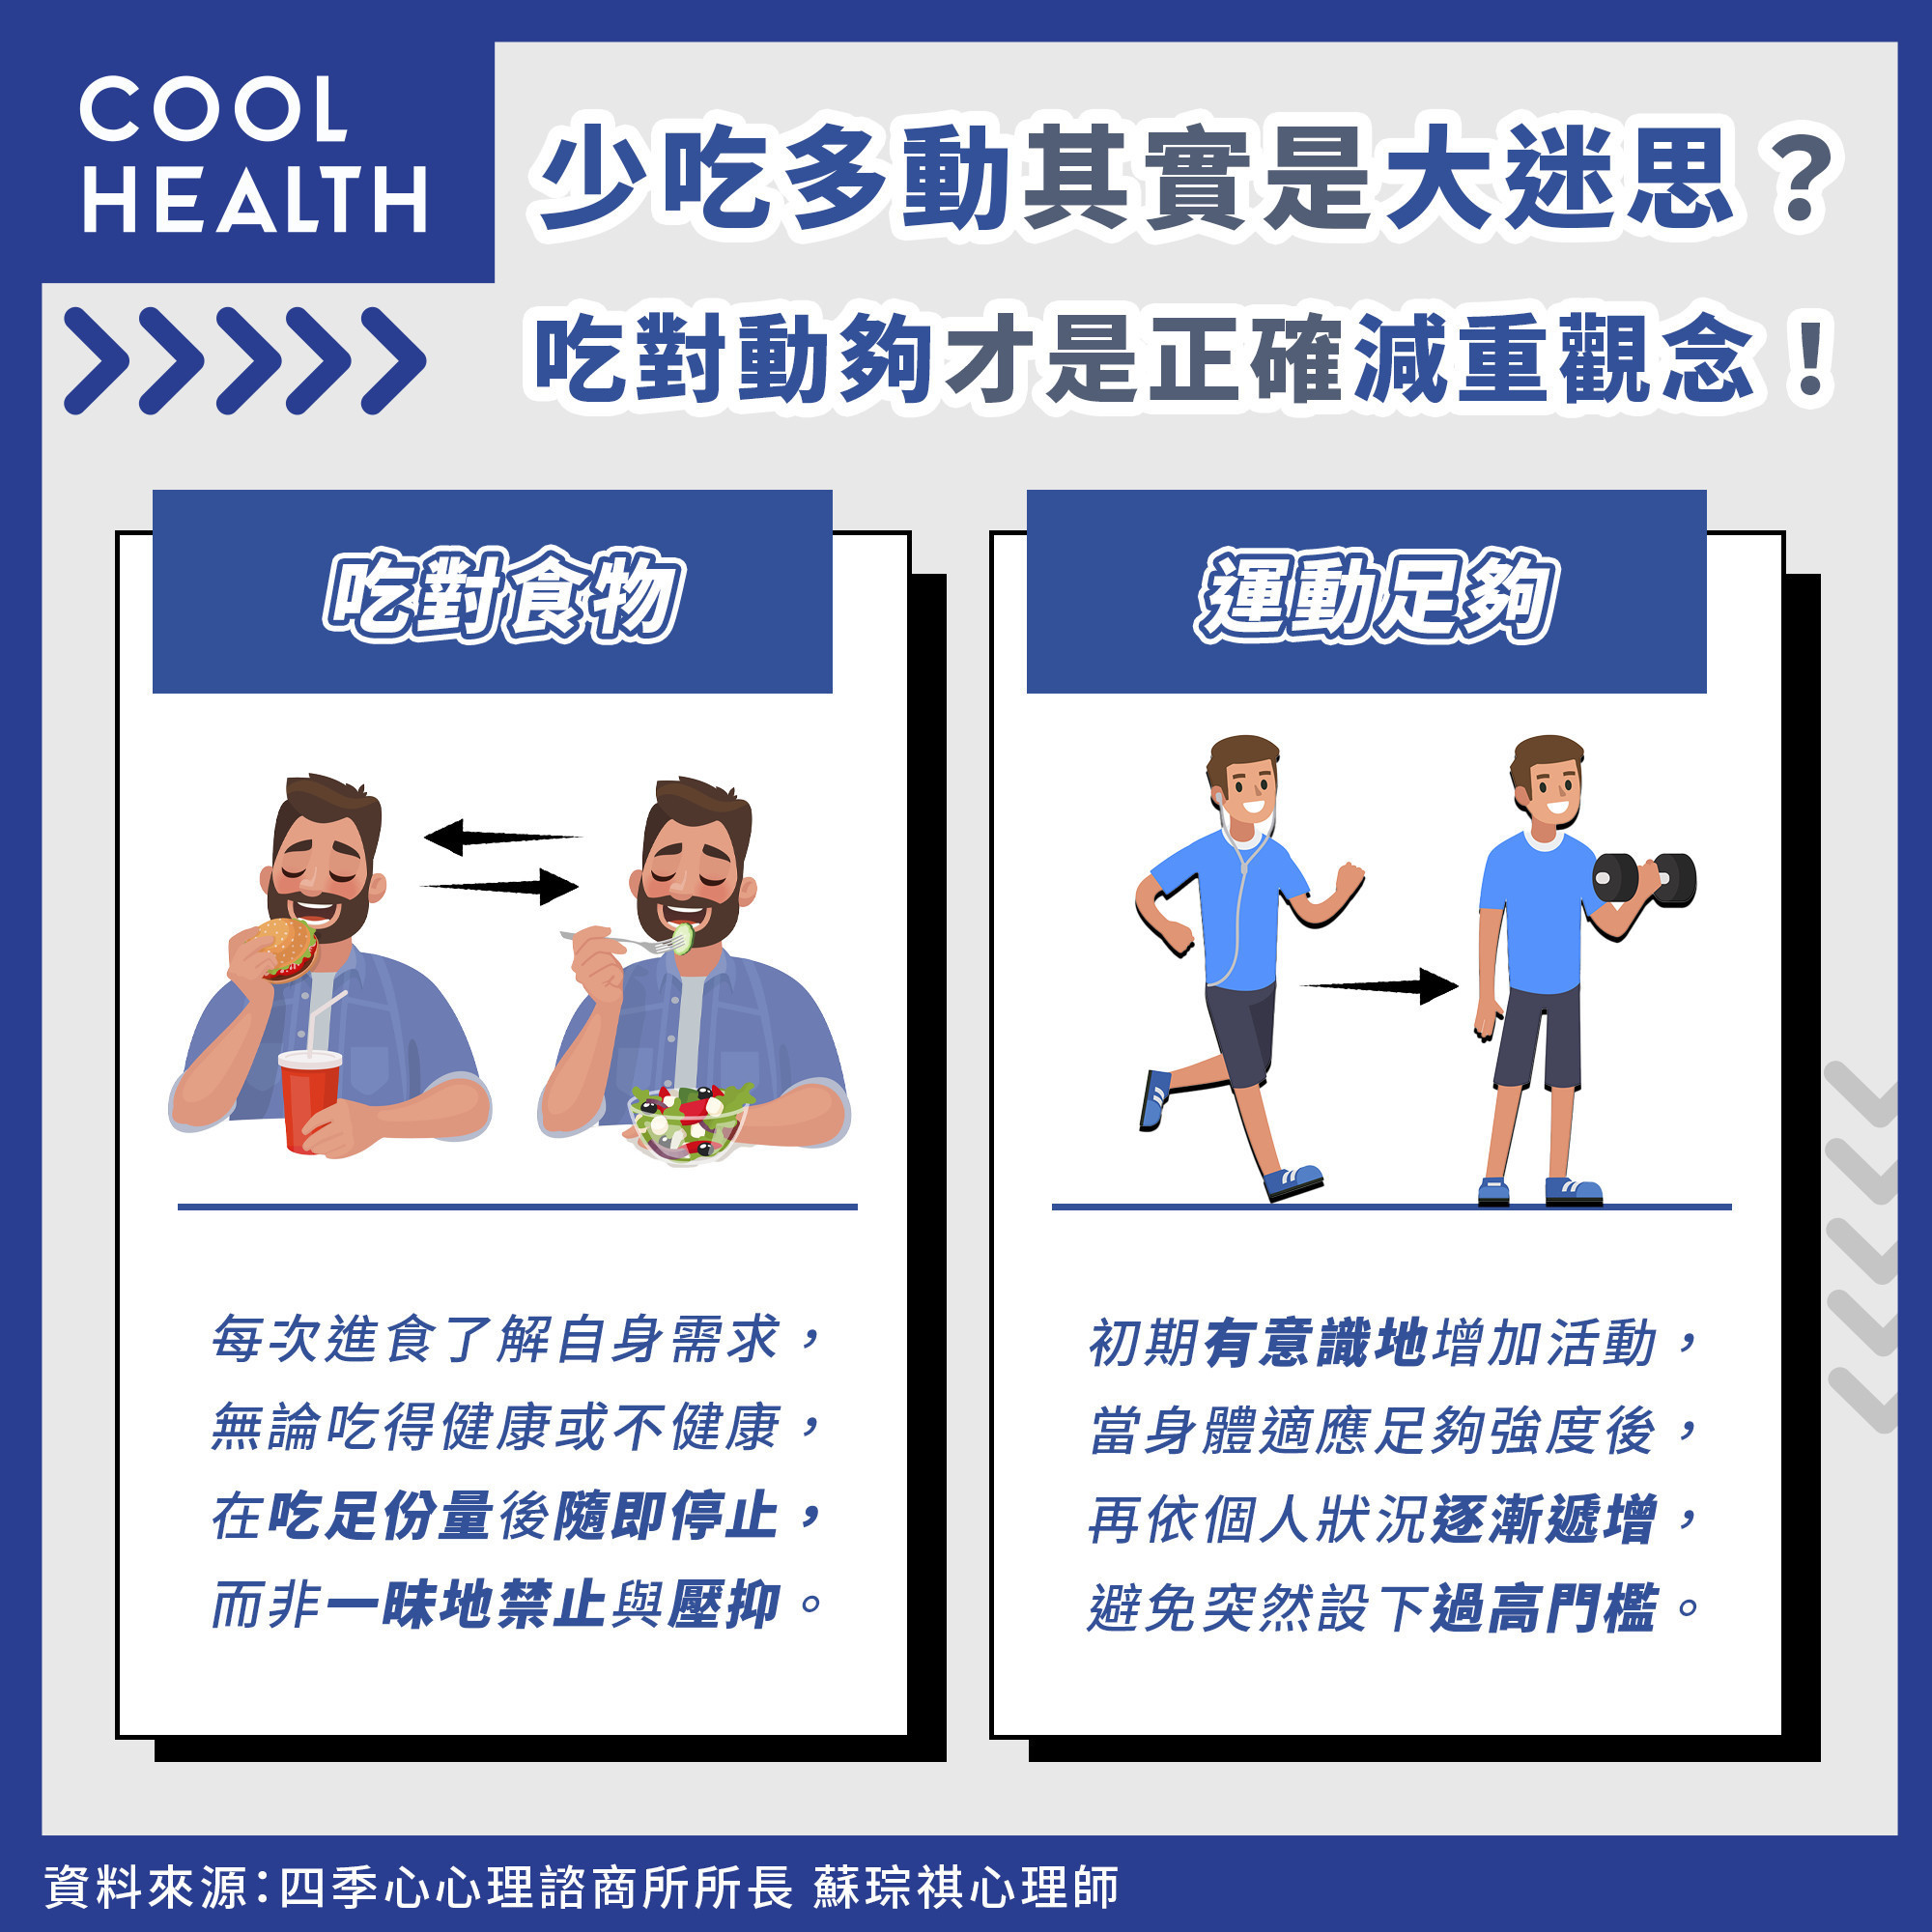 COOL
HEALTH
少吃多動其實是大迷思？
吃對動夠才是正確減重觀念！
吃對食物
每次進食了解自身需求，
無論吃得健康或不健康，
在吃足份量後隨即停止，
而非一昧地禁止與壓抑。
運動足夠
初期有意識地增加活動，
當身體適應足夠強度後，
再依個人狀況逐漸遞增，
避免突然設下過高門檻。
資料來源：四季心心理諮商所所長 蘇琮祺心理師